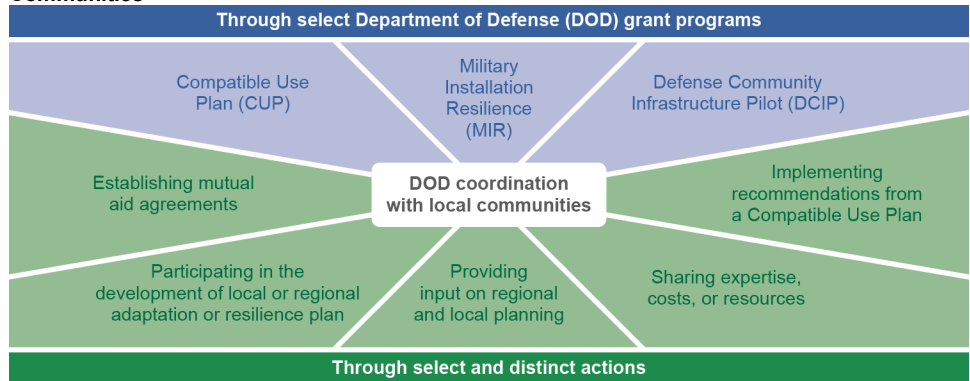 Through select Department of Defense (DOD) grant programs
Compatible Use
Plan (CUP)
Military
Installation
Resilience
(MIR)
Defense Community
Infrastructure Pilot (DCIP)
Establishing mutual
aid agreements
DOD coordination
with local communities
Implementing
recommendations from
a Compatible Use Plan
Participating in the
development of local or regional
adaptation or resilience plan
Providing
input on regional
and local planning
Sharing expertise,
costs, or resources
Through select and distinct actions